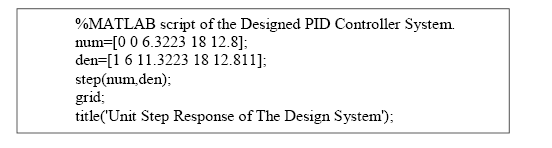 %MATLAB script of the Designed PID Controller System.
num=[0 0 6.3223 18 12.8];
den=[1 6 11.3223 18 12.811];
step(num,den);
grid;
title('Unit Step Response of The Design System');